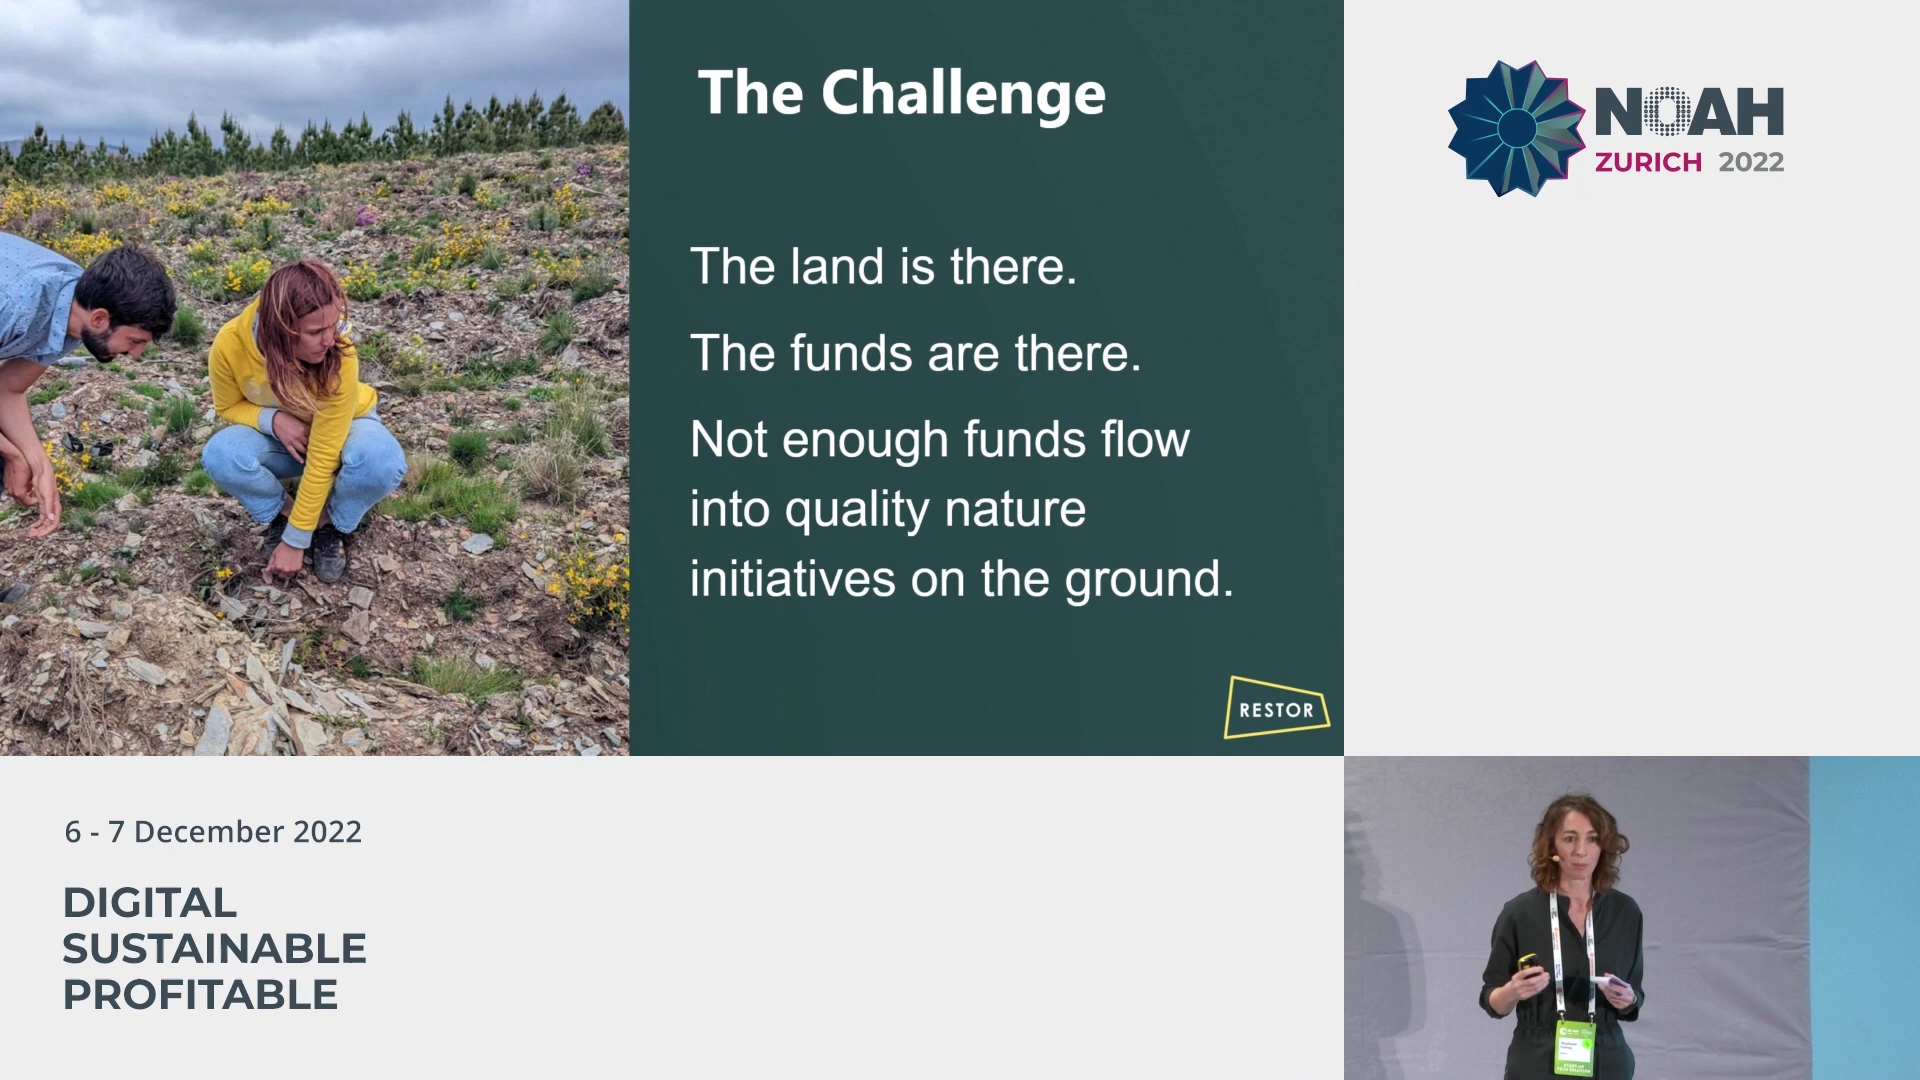 The Challenge
The land is there.
The funds are there.
Not enough funds flow
into quality nature
initiatives on the ground.
RESTOR
NOAH
ZURICH 2022
6 - 7 December 2022
DIGITAL
SUSTAINABLE
PROFITABLE